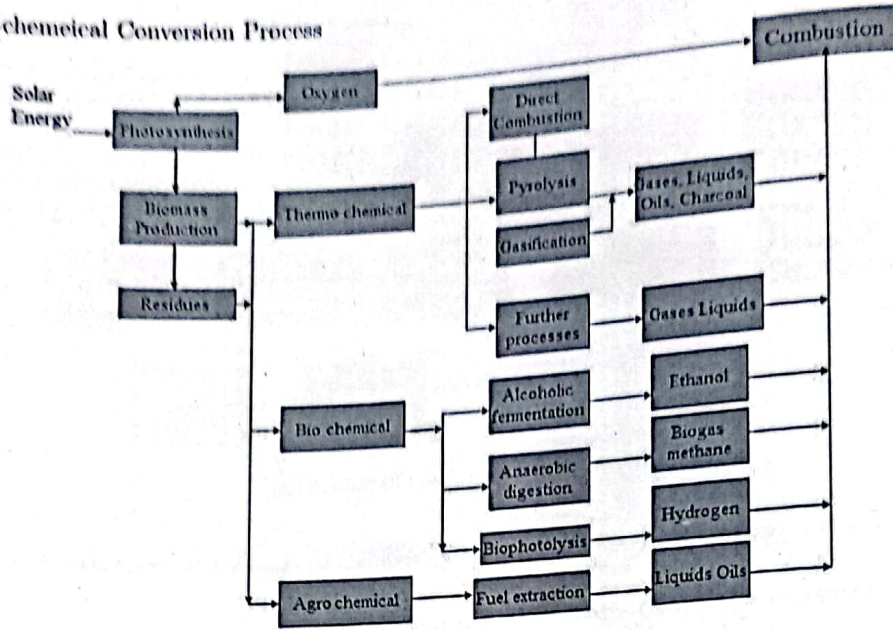 chemeical Conversion Process
Combustion
Solar
Energy
Oxygen
Photosynthesis
Direct
Combustion
Biomass
Production
Thermo chemical
Pyrolysis
Gases, Liquids,
Oils, Charcoal
Gasification
Residues
Further
processes
Gases Liquids
Bio chemical
Alcoholic
fermentation
Ethanol
Anaerobic
digestion
Biogas
methane
Biophotolysis
Hydrogen
Agro chemical
Fuel extraction
Liquids Oils